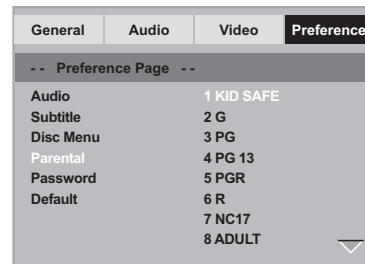 General Audio Video Preference
- - Preference Page - -
Audio 1 KID SAFE
Subtitle 2 G
Disc Menu 3 PG
Parental 4 PG 13
Password 5 PGR
Default 6 R
7 NC17
8 ADULT